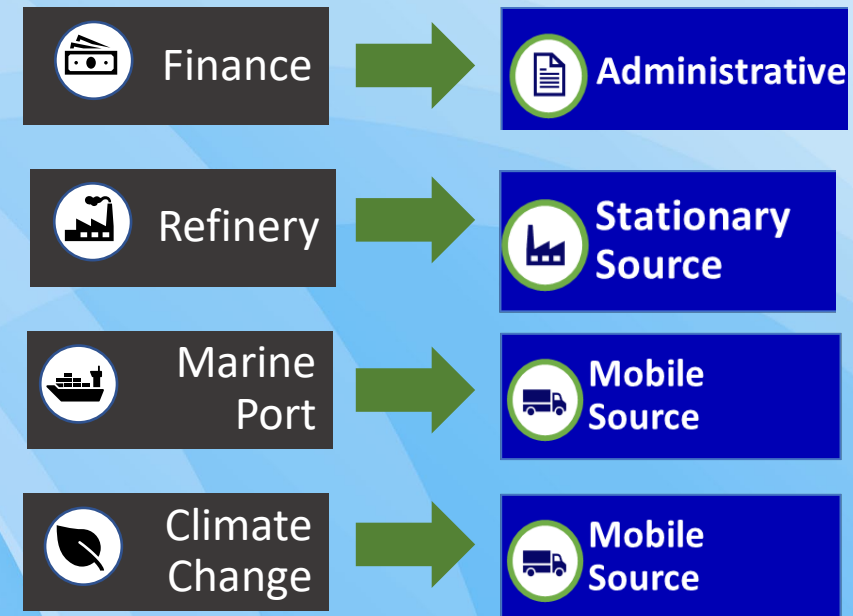 Finance
Administrative
Refinery
Stationary
Source
Marine
Port
Mobile
Source
Climate
Change
Mobile
Source